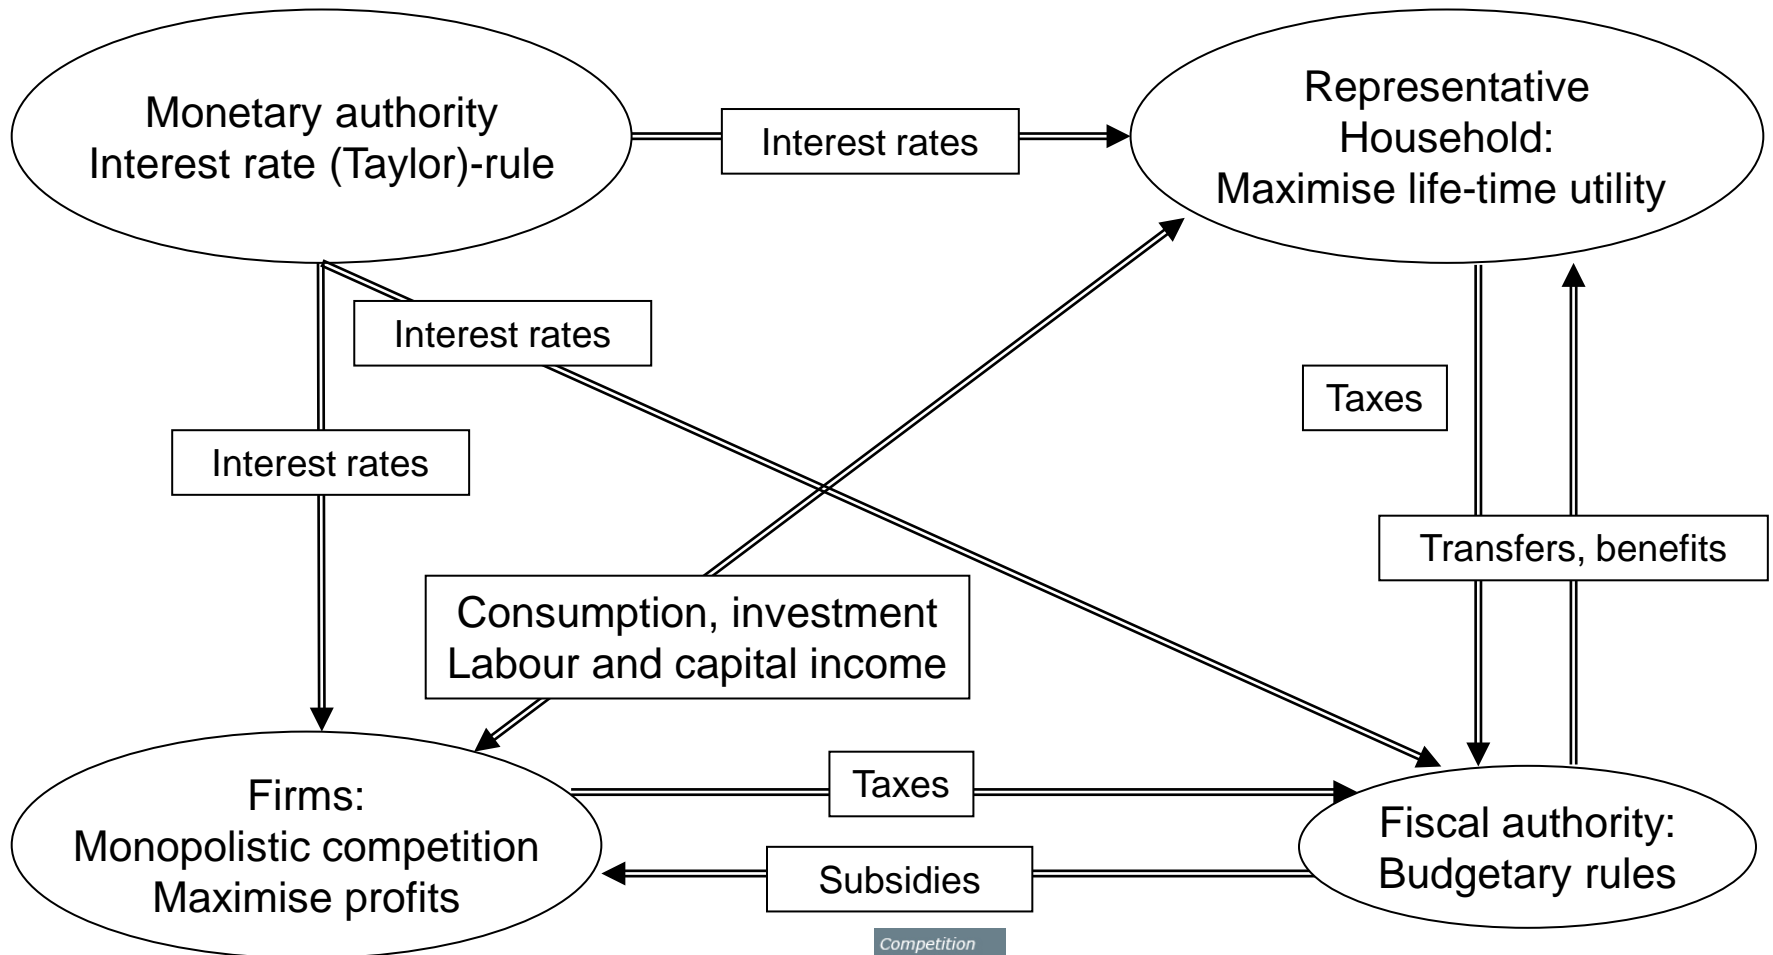 Monetary authority
Interest rate (Taylor)-rule
Interest rates
Representative
Household:
Maximise life-time utility
Interest rates
Taxes
Interest rates
Transfers, benefits
Consumption, investment
Labour and capital income
Firms:
Monopolistic competition
Maximise profits
Taxes
Subsidies
Fiscal authority:
Budgetary rules
Competition